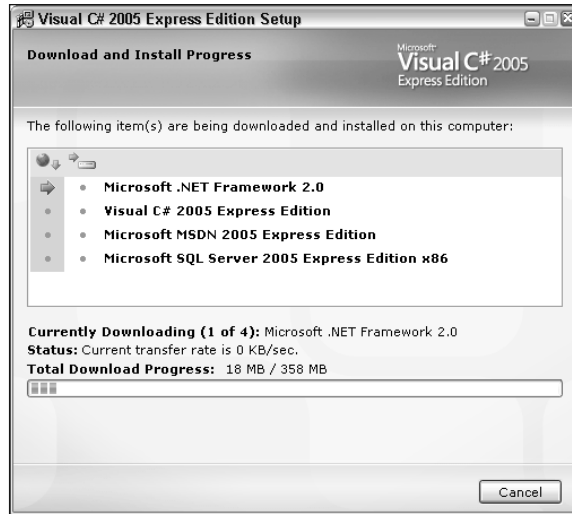 Visual C# 2005 Express Edition Setup
Download and Install Progress
Microsoft
Visual C# 2005
Express Edition
The following item(s) are being downloaded and installed on this computer:
Microsoft .NET Framework 2.0
Visual C# 2005 Express Edition
Microsoft MSDN 2005 Express Edition
Microsoft SQL Server 2005 Express Edition x86
Currently Downloading (1 of 4): Microsoft .NET Framework 2.0
Status: Current transfer rate is 0 KB/sec.
Total Download Progress: 18 MB / 358 MB
Cancel